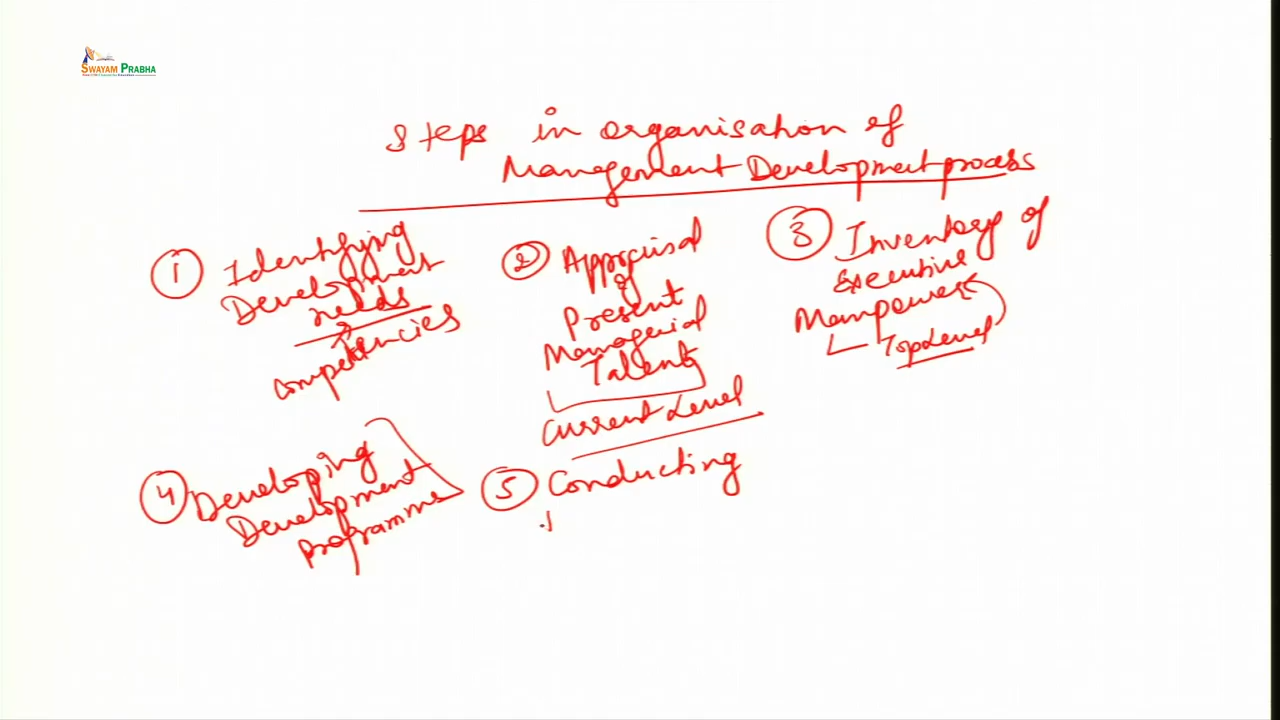 SWAYAM PRABHA
Steps in organisation of
Management Development process
① Identifying
Development
needs
competencies
② Appraisal
of
Present
Managerial
Talents
Current Level
③ Inventory of
Executive
Manpower
Top Level
④ Developing
Development
Programme
⑤ Conducting